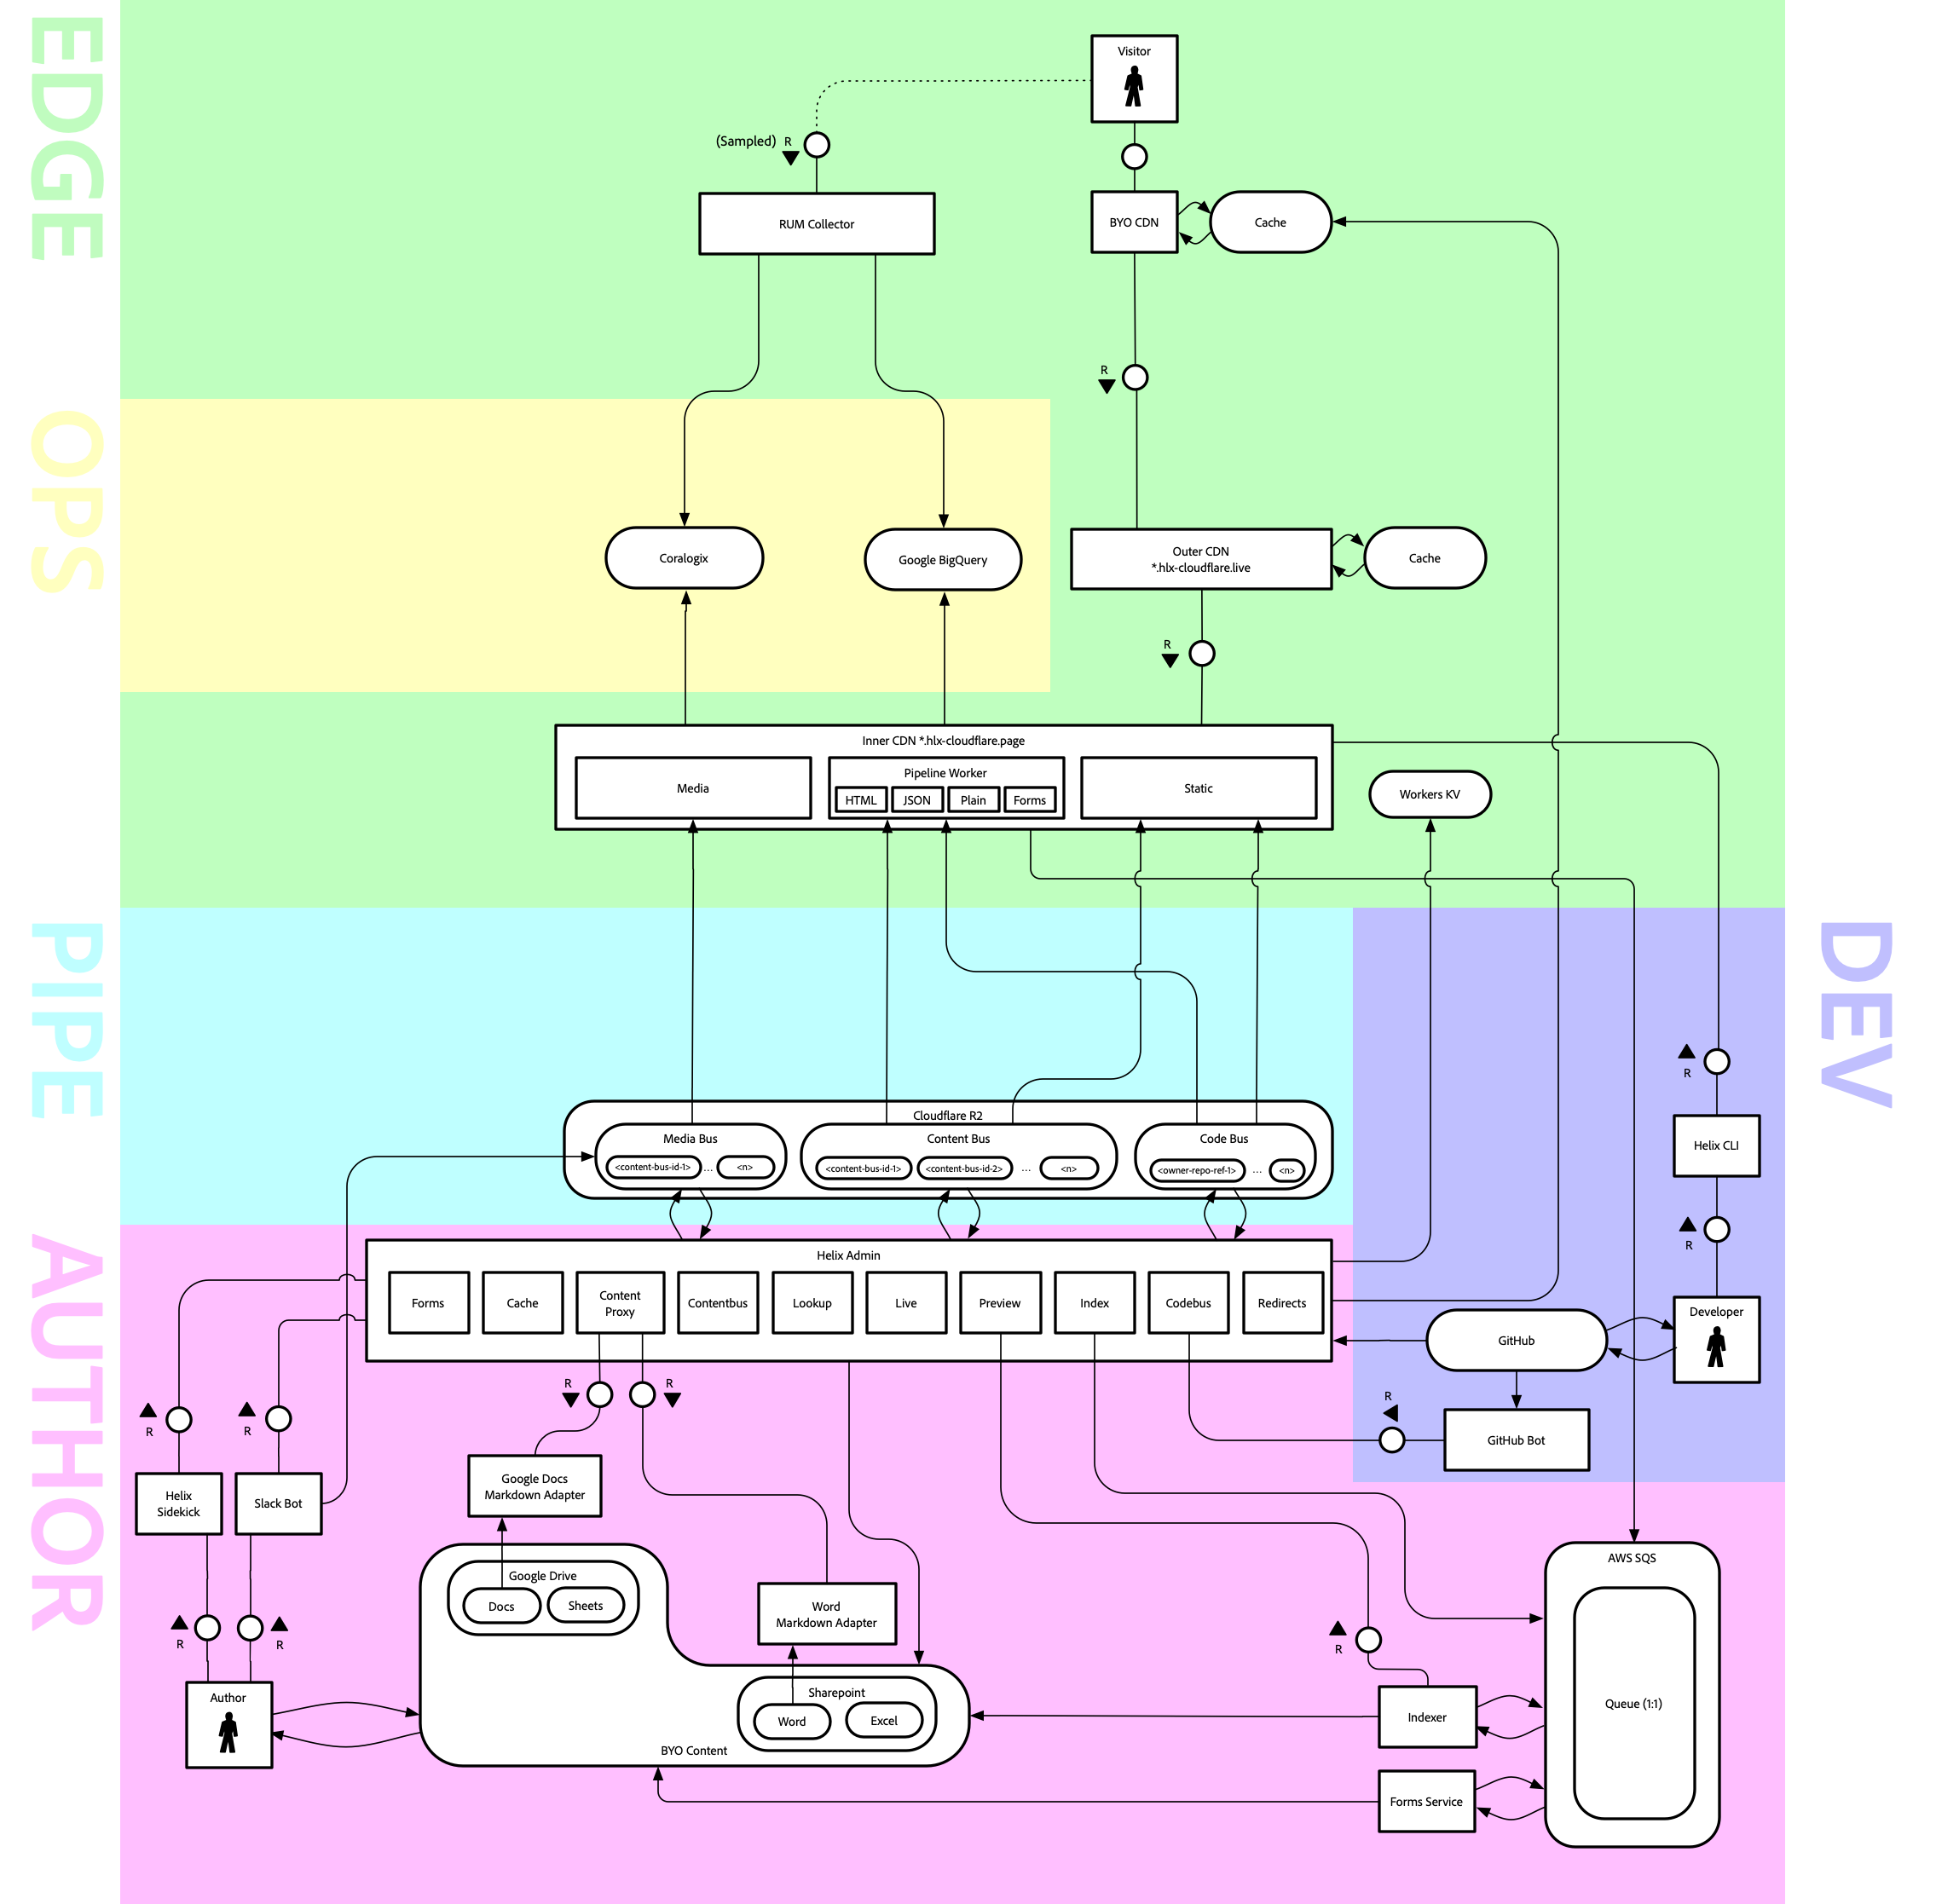 EDGE
OPS
PIPE
AUTHOR
DEV
Visitor
(Sampled)
R
RUM Collector
BYO CDN
Cache
R
Coralogix
Google BigQuery
Outer CDN
*.hlx-cloudflare.live
Cache
R
Inner CDN *.hlx-cloudflare.page
Media
Pipeline Worker
HTML
JSON
Plain
Forms
Static
Workers KV
R
Helix CLI
R
Developer
Cloudflare R2
Media Bus
<content-bus-id-1>
...
<n>
Content Bus
<content-bus-id-1>
<content-bus-id-2>
...
<n>
Code Bus
<owner-repo-ref-1>
...
<n>
Helix Admin
Forms
Cache
Content
Proxy
Contentbus
Lookup
Live
Preview
Index
Codebus
Redirects
GitHub
R
GitHub Bot
R
R
R
R
Helix
Sidekick
Slack Bot
Google Docs
Markdown Adapter
Google Drive
Docs
Sheets
Word
Markdown Adapter
AWS SQS
Queue (1:1)
R
R
R
Author
Sharepoint
Word
Excel
BYO Content
Indexer
Forms Service